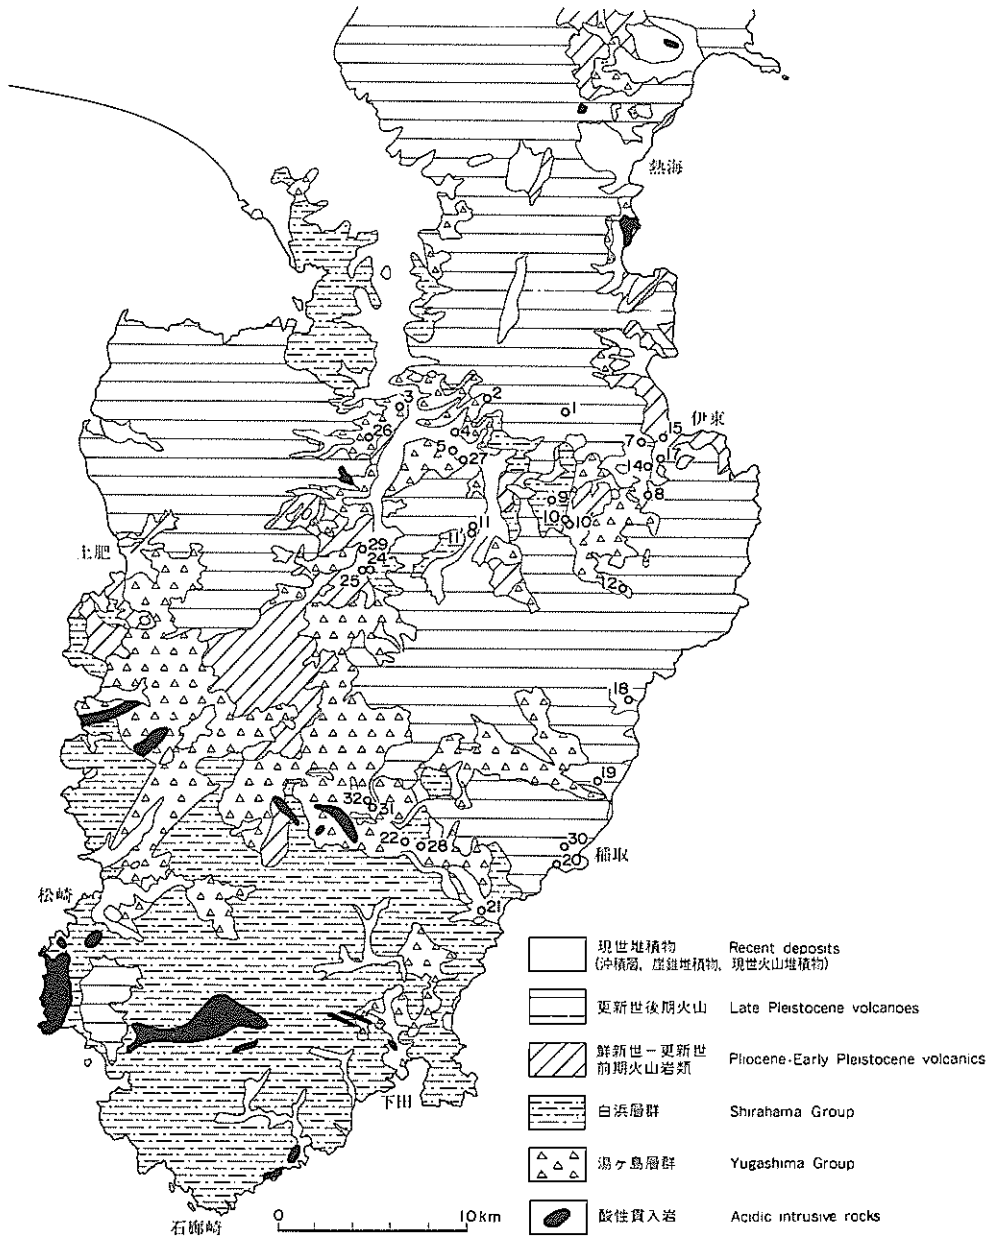 熱海
3
2
1
伊東
26
4
7
15
5
27
14
17
9
8
10
10'
11
11'
29
24
25
12
土肥
18
19
32
31
22
28
30
20
稲取
21
松崎
下田
石廊崎
0 10km
現世堆積物 Recent deposits
(沖積層、崖錐堆積物、現世火山堆積物)
更新世後期火山 Late Pleistocene volcanoes
鮮新世－更新世 前期火山岩類 Pliocene-Early Pleistocene volcanics
白浜層群 Shirahama Group
湯ヶ島層群 Yugashima Group
酸性貫入岩 Acidic intrusive rocks